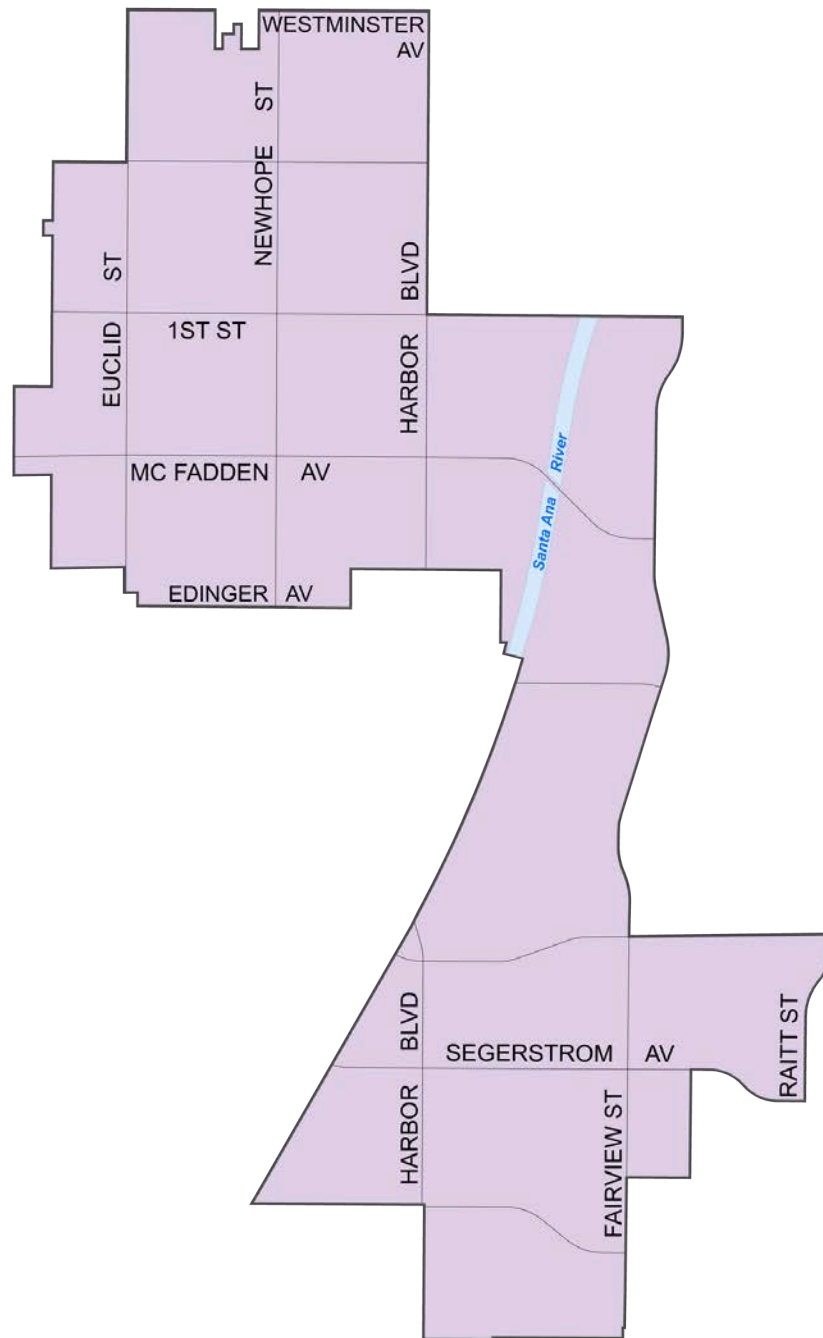 WESTMINSTER
AV
NEWHOPE ST
EUCLID ST
HARBOR BLVD
1ST ST
MC FADDEN AV
Santa Ana River
EDINGER AV
HARBOR BLVD
SEGERSTROM AV
RAITT ST
FAIRVIEW ST